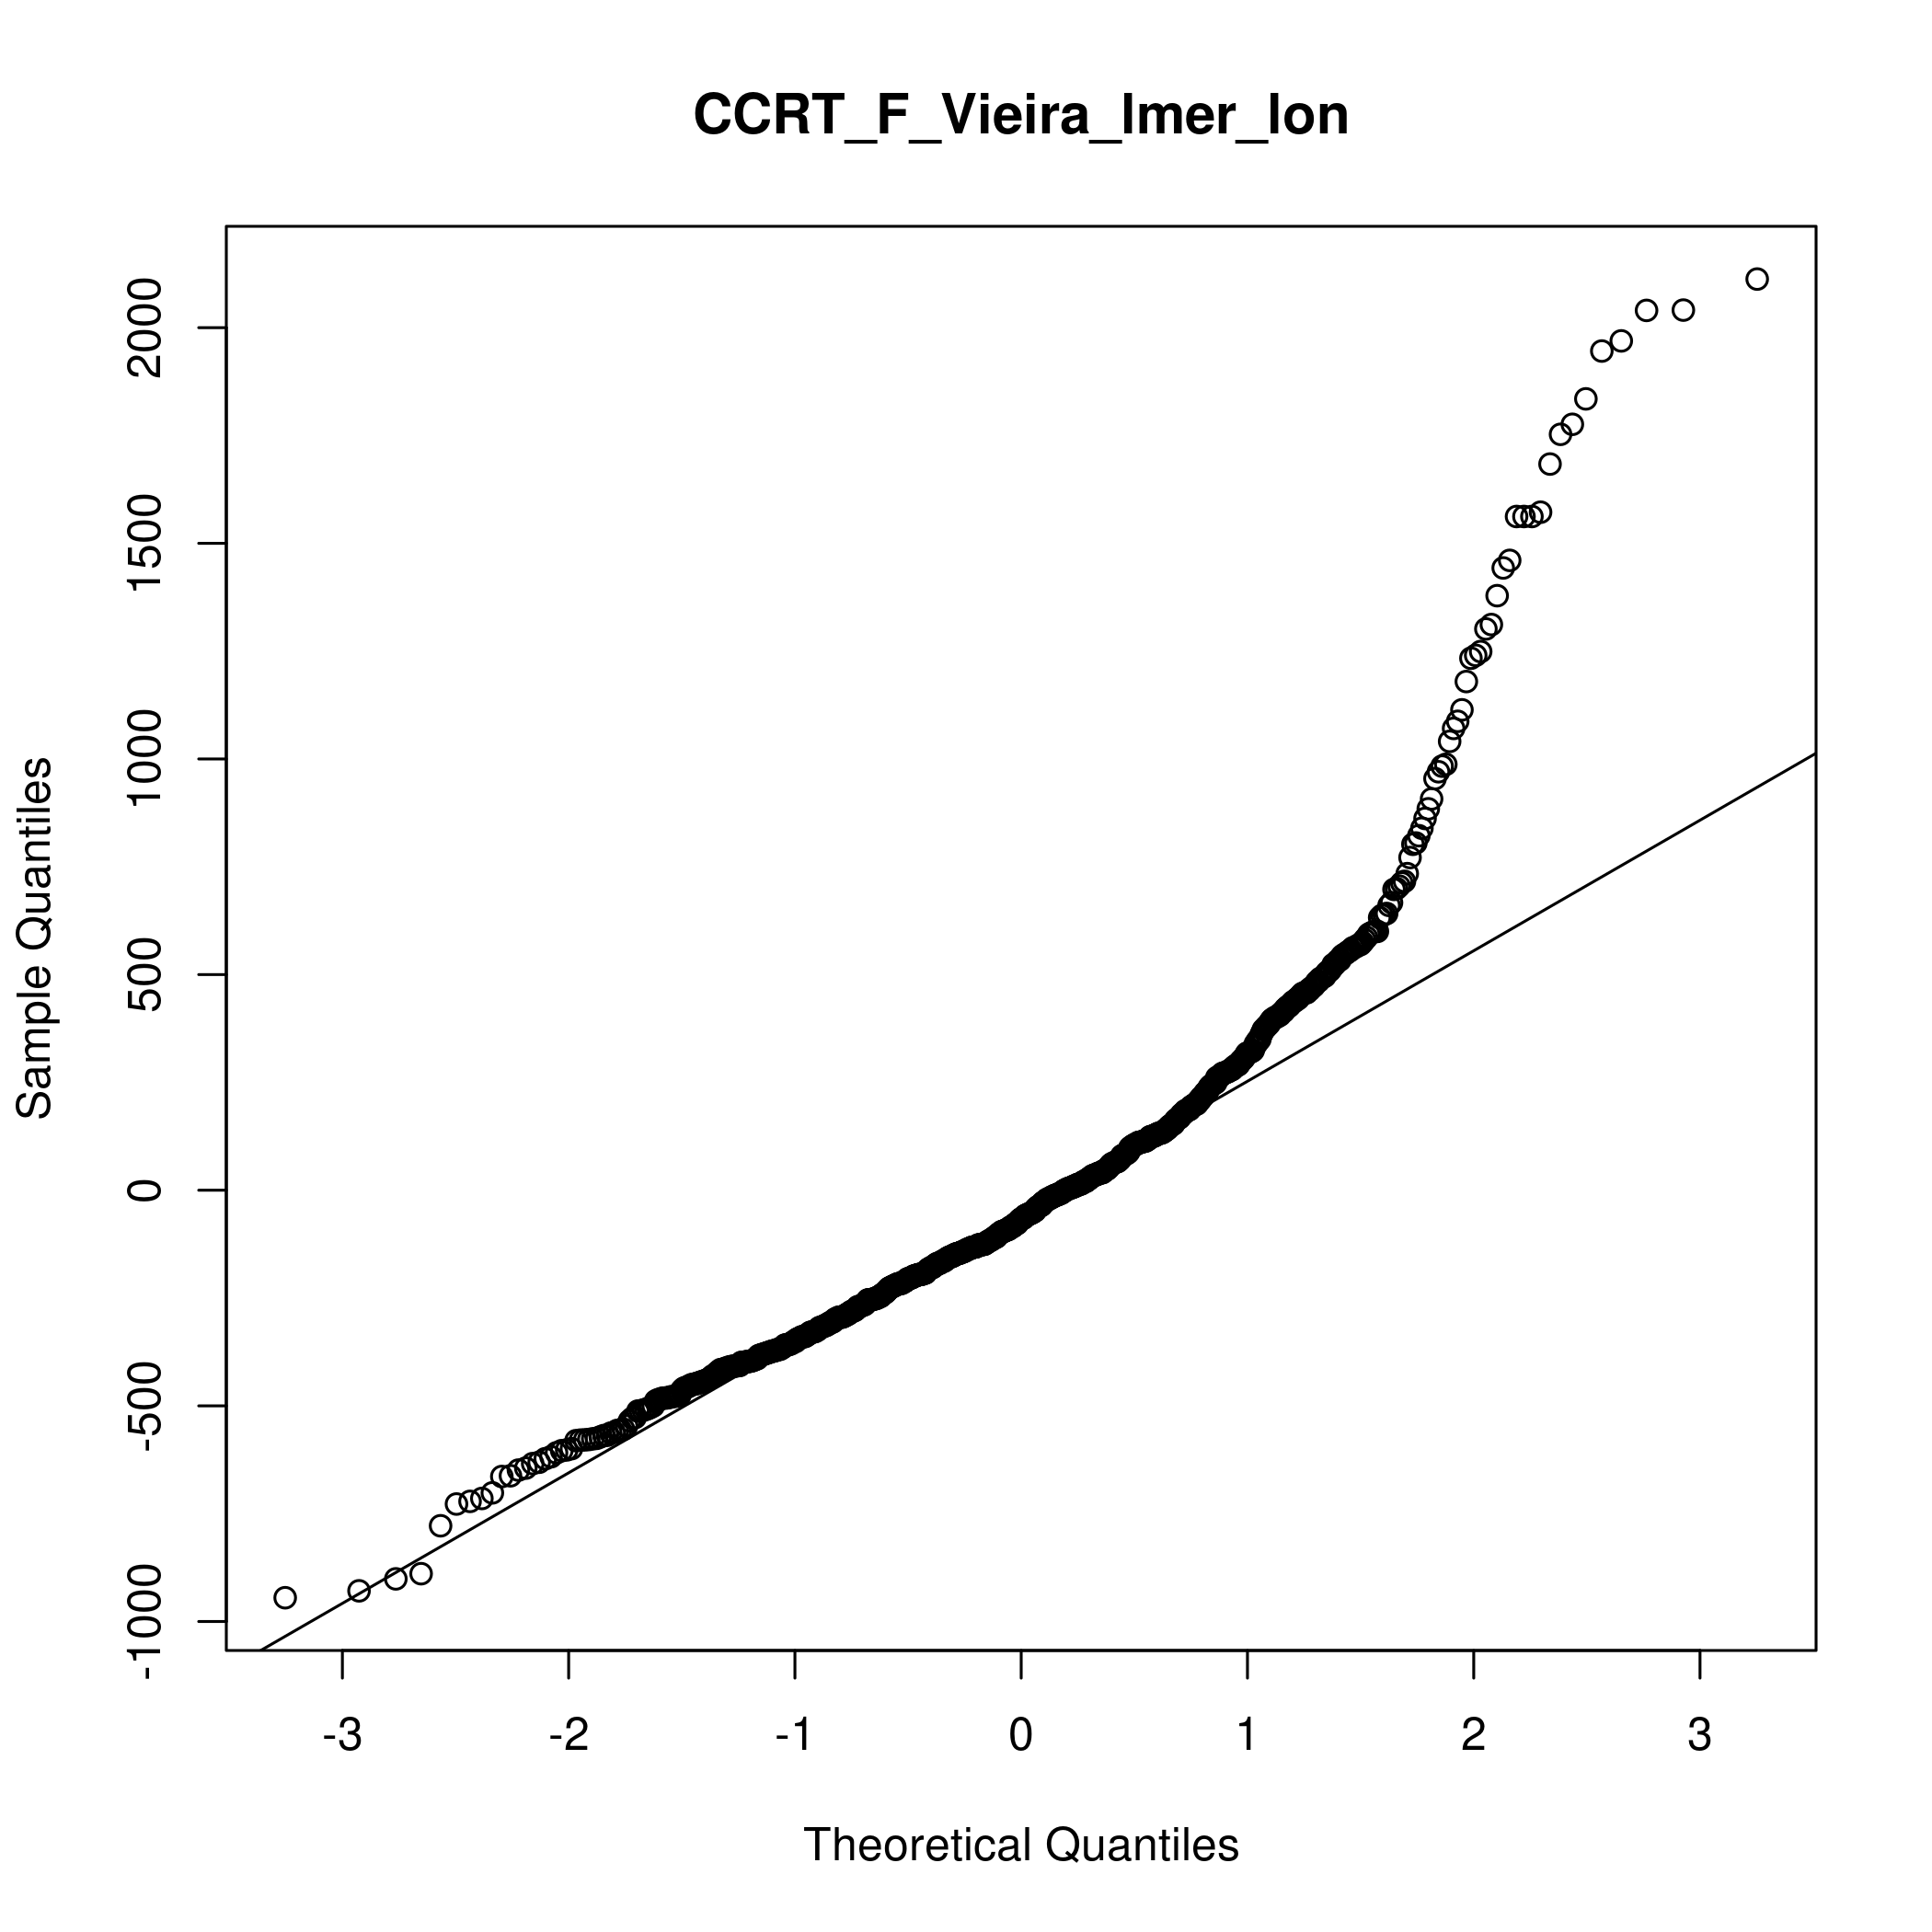 CCRT_F_Vieira_lmer_lon
Sample Quantiles
2000
1500
1000
500
0
-500
-1000
-3 -2 -1 0 1 2 3
Theoretical Quantiles